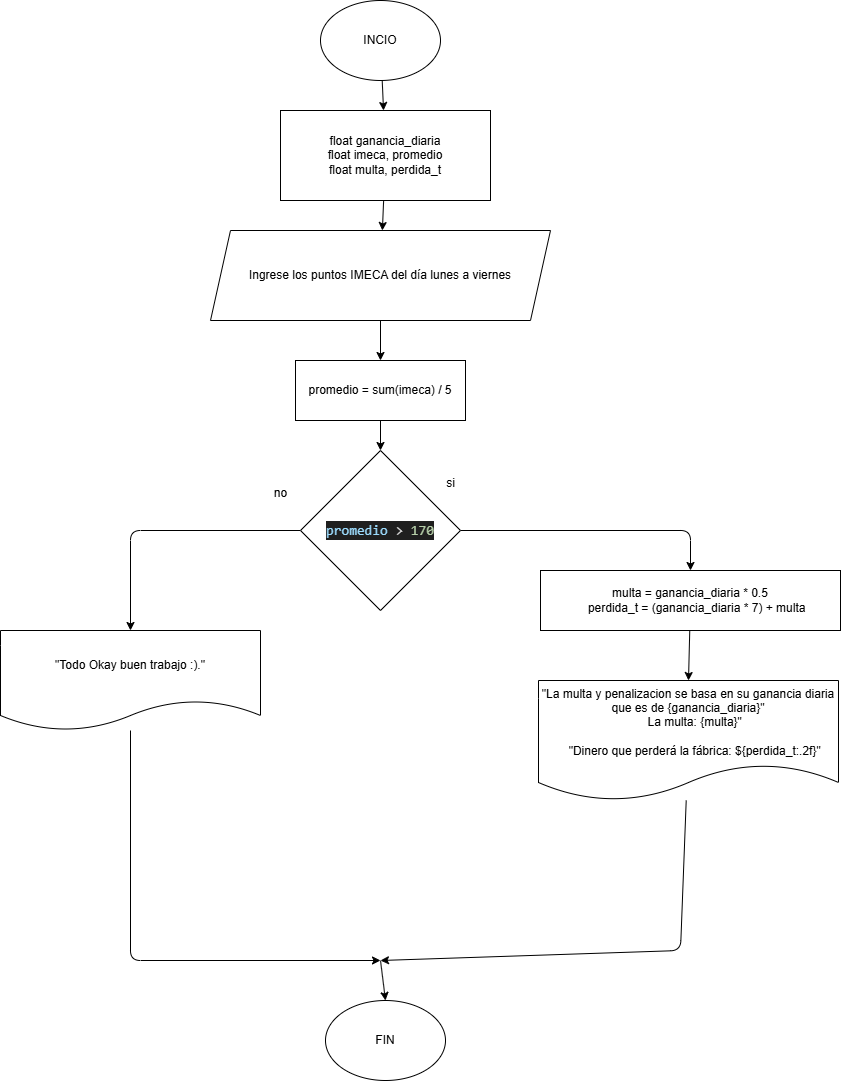 INCIO
float ganancia_diaria
float imeca, promedio
float multa, perdida_t
Ingrese los puntos IMECA del día lunes a viernes
promedio = sum(imeca) / 5
no
si
promedio > 170
multa = ganancia_diaria * 0.5
perdida_t = (ganancia_diaria * 7) + multa
"Todo Okay buen trabajo :)."
"La multa y penalizacion se basa en su ganancia diaria
que es de {ganancia_diaria}"
La multa: {multa}"
"Dinero que perderá la fábrica: ${perdida_t:.2f}"
FIN